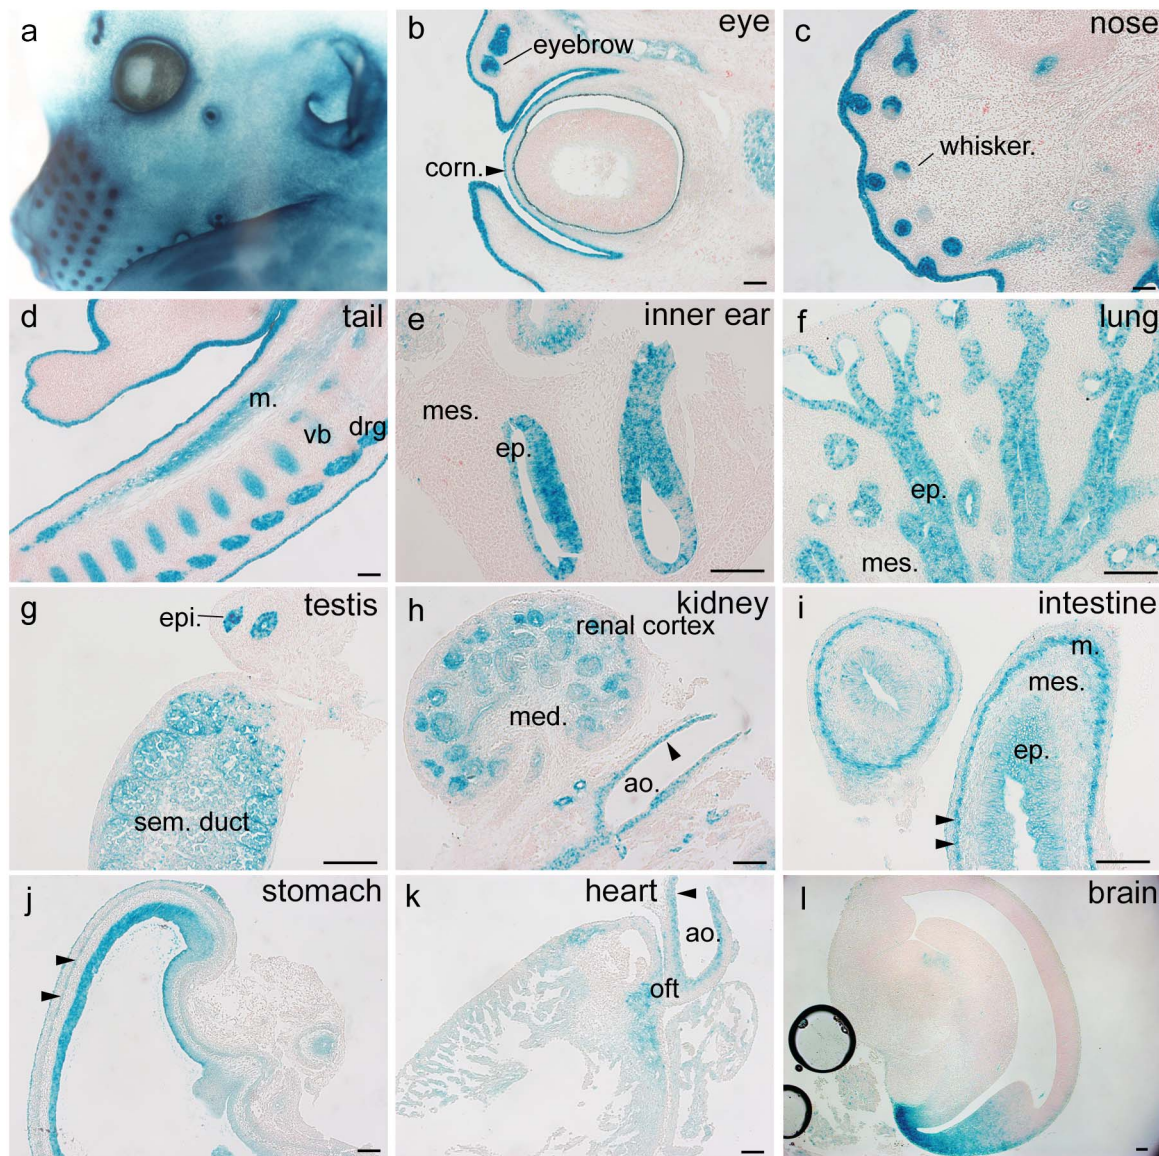 a
b
eye
eyebrow
corn.
c
nose
whisker.
d
tail
m.
vb
drg
e
inner ear
mes.
ep.
f
lung
ep.
mes.
g
testis
epi.
sem. duct
h
kidney
renal cortex
med.
ao.
i
intestine
m.
mes.
ep.
j
stomach
k
heart
ao.
oft
l
brain